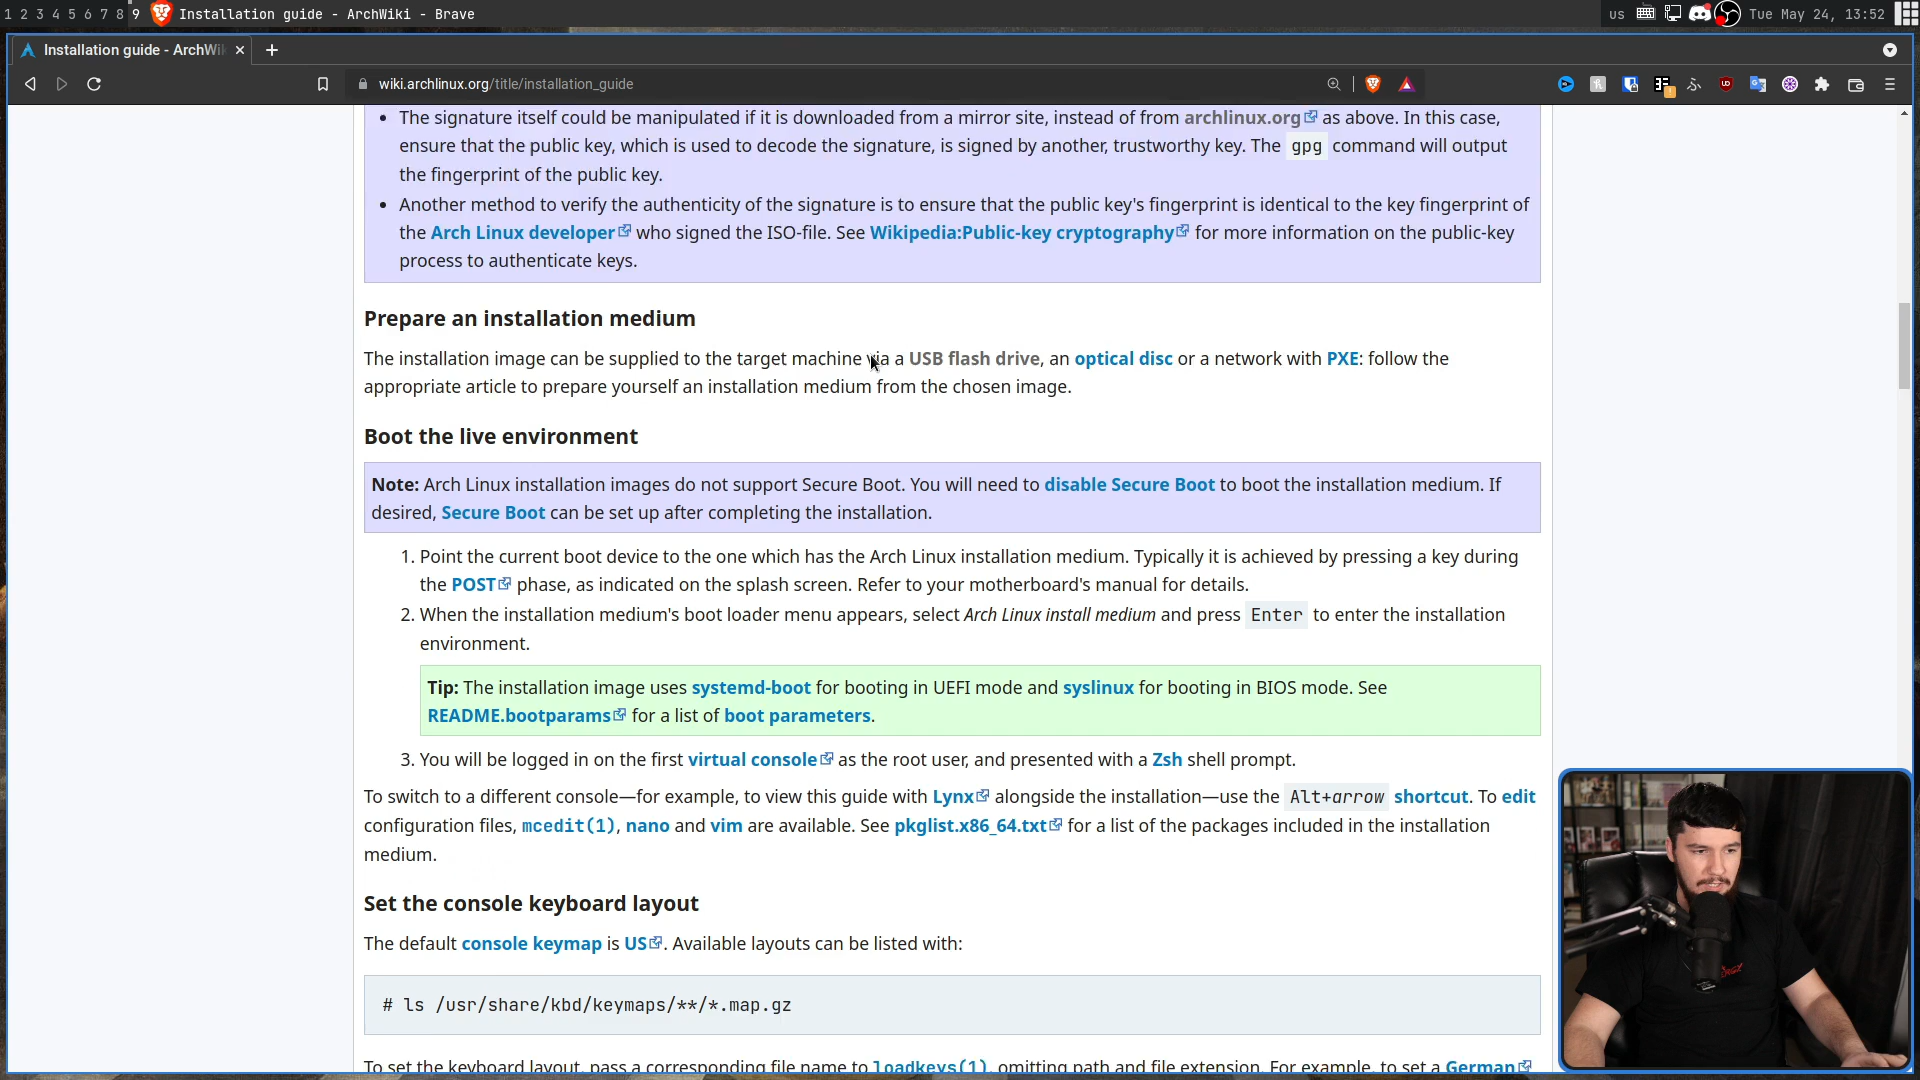 1 2 3 4 5 6 7 8 9 Installation guide - ArchWiki - Brave
us Tue May 24, 13:52
Installation guide - ArchWi
wiki.archlinux.org/title/installation_guide
• The signature itself could be manipulated if it is downloaded from a mirror site, instead of from archlinux.org as above. In this case,
ensure that the public key, which is used to decode the signature, is signed by another, trustworthy key. The gpg command will output
the fingerprint of the public key.
• Another method to verify the authenticity of the signature is to ensure that the public key's fingerprint is identical to the key fingerprint of
the Arch Linux developer who signed the ISO-file. See Wikipedia:Public-key cryptography for more information on the public-key
process to authenticate keys.
Prepare an installation medium
The installation image can be supplied to the target machine via a USB flash drive, an optical disc or a network with PXE: follow the
appropriate article to prepare yourself an installation medium from the chosen image.
Boot the live environment
Note: Arch Linux installation images do not support Secure Boot. You will need to disable Secure Boot to boot the installation medium. If
desired, Secure Boot can be set up after completing the installation.
1. Point the current boot device to the one which has the Arch Linux installation medium. Typically it is achieved by pressing a key during
the POST phase, as indicated on the splash screen. Refer to your motherboard's manual for details.
2. When the installation medium's boot loader menu appears, select Arch Linux install medium and press Enter to enter the installation
environment.
Tip: The installation image uses systemd-boot for booting in UEFI mode and syslinux for booting in BIOS mode. See
README.bootparams for a list of boot parameters.
3. You will be logged in on the first virtual console as the root user, and presented with a Zsh shell prompt.
To switch to a different console—for example, to view this guide with Lynx alongside the installation—use the Alt+arrow shortcut. To edit
configuration files, mcedit(1), nano and vim are available. See pkglist.x86_64.txt for a list of the packages included in the installation
medium.
Set the console keyboard layout
The default console keymap is US. Available layouts can be listed with:
# ls /usr/share/kbd/keymaps/**/*.map.gz
To set the keyboard layout, pass a corresponding file name to loadkeys(1), omitting path and file extension. For example, to set a German